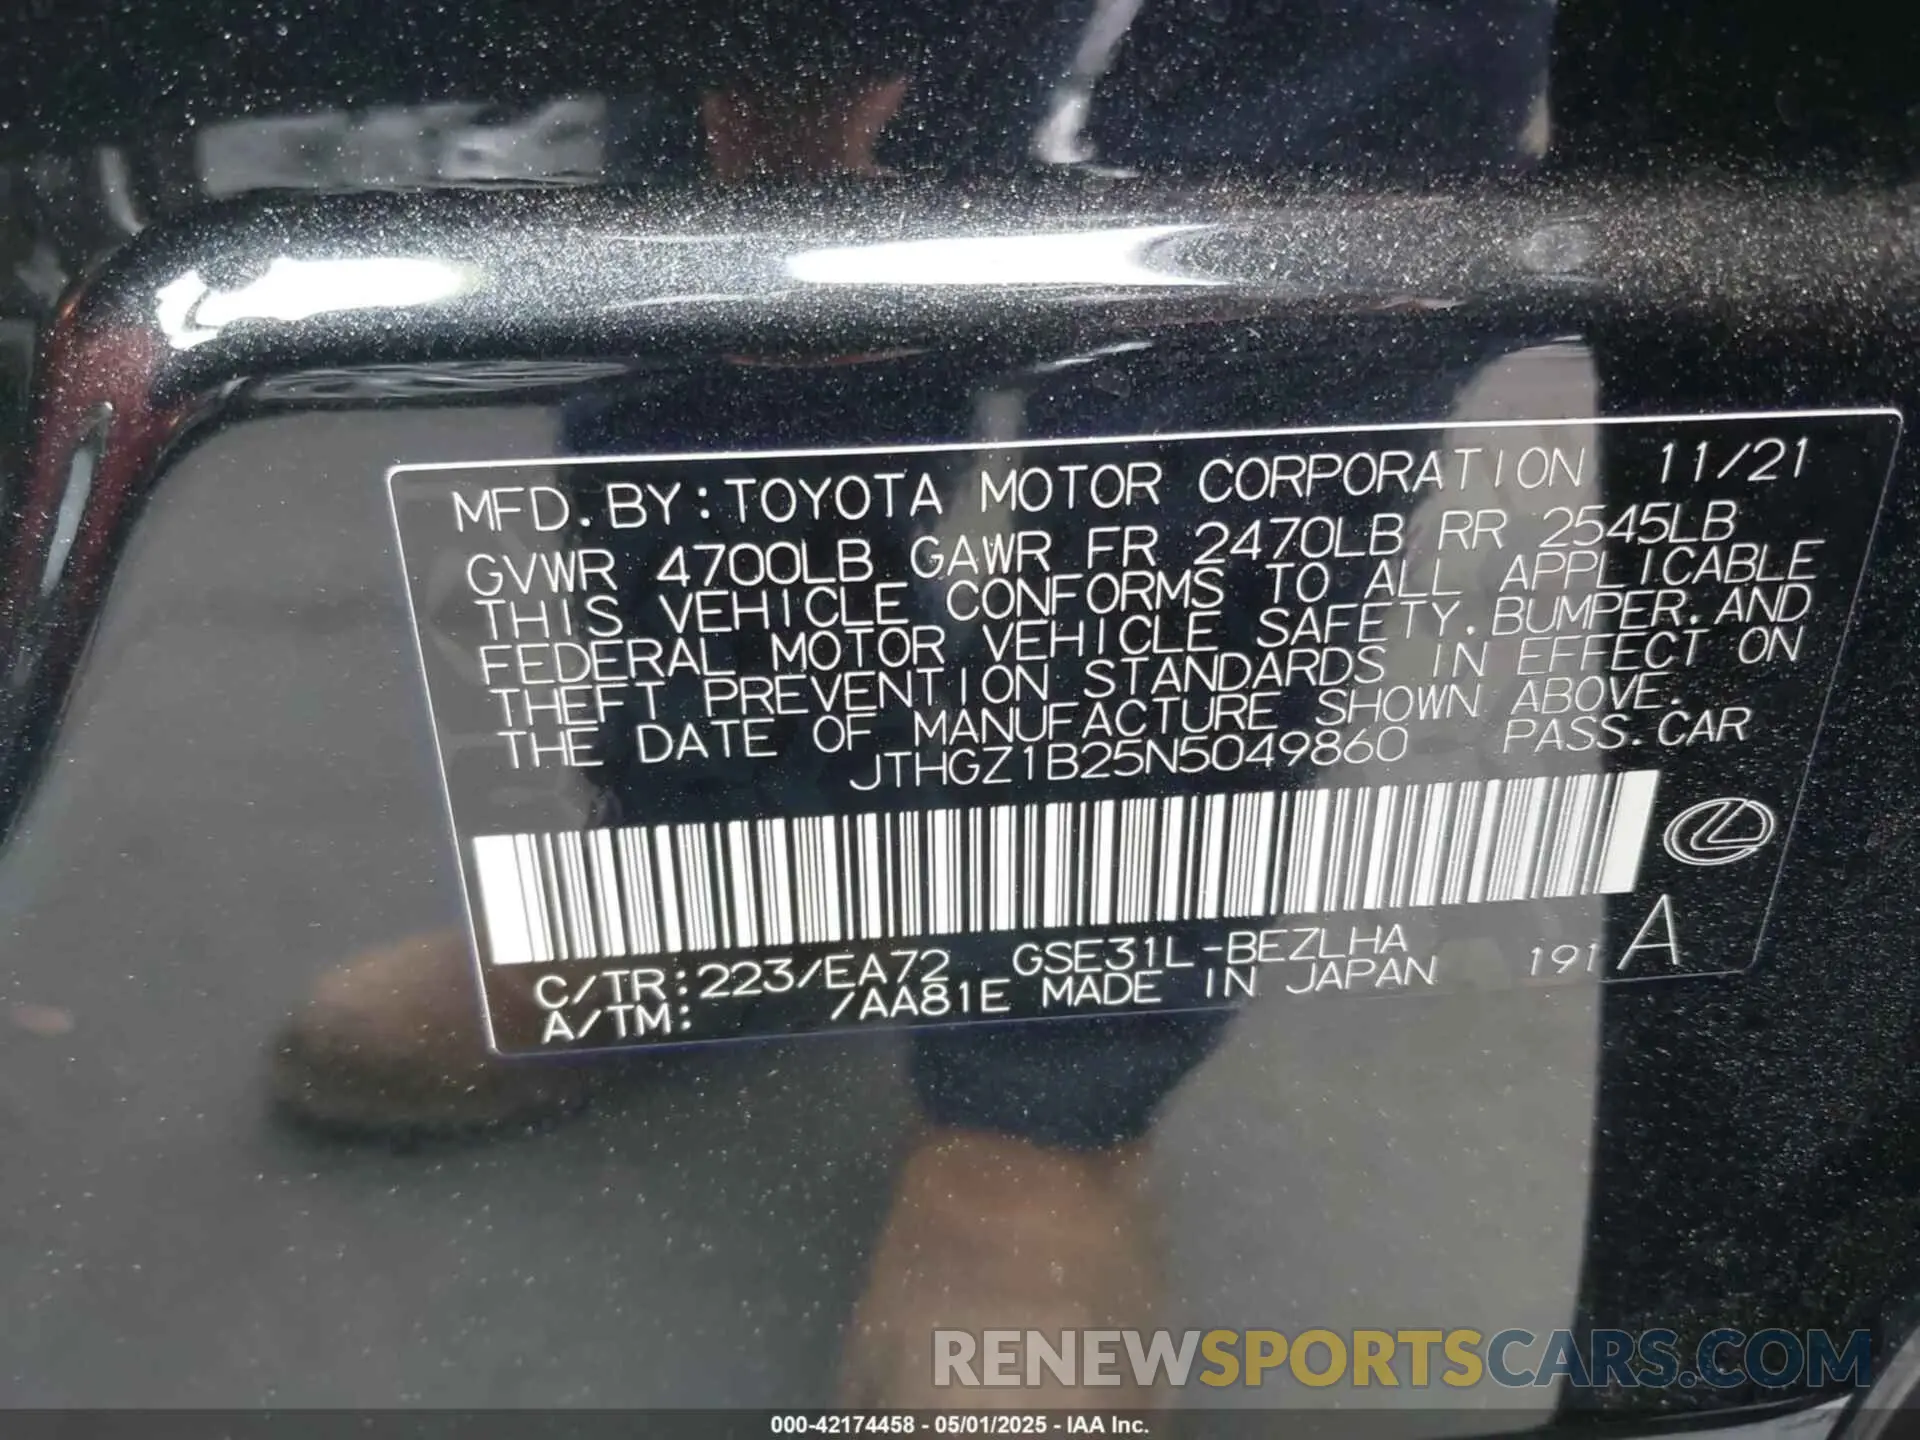 MFD. BY: TOYOTA MOTOR CORPORATION 11/21
GVWR 4700LB GAWR FR 2470LB RR 2545LB
THIS VEHICLE CONFORMS TO ALL APPLICABLE
FEDERAL MOTOR VEHICLE SAFETY, BUMPER, AND
THEFT PREVENTION STANDARDS IN EFFECT ON
THE DATE OF MANUFACTURE SHOWN ABOVE.
JTHGZ1B25N5049860 PASS. CAR
C/TR:223/EA72 GSE31L-BEZLHA 191 A
A/TM: /AA81E MADE IN JAPAN
RENEWSPORTSCARS.COM
000-42174458 - 05/01/2025 - IAA Inc.